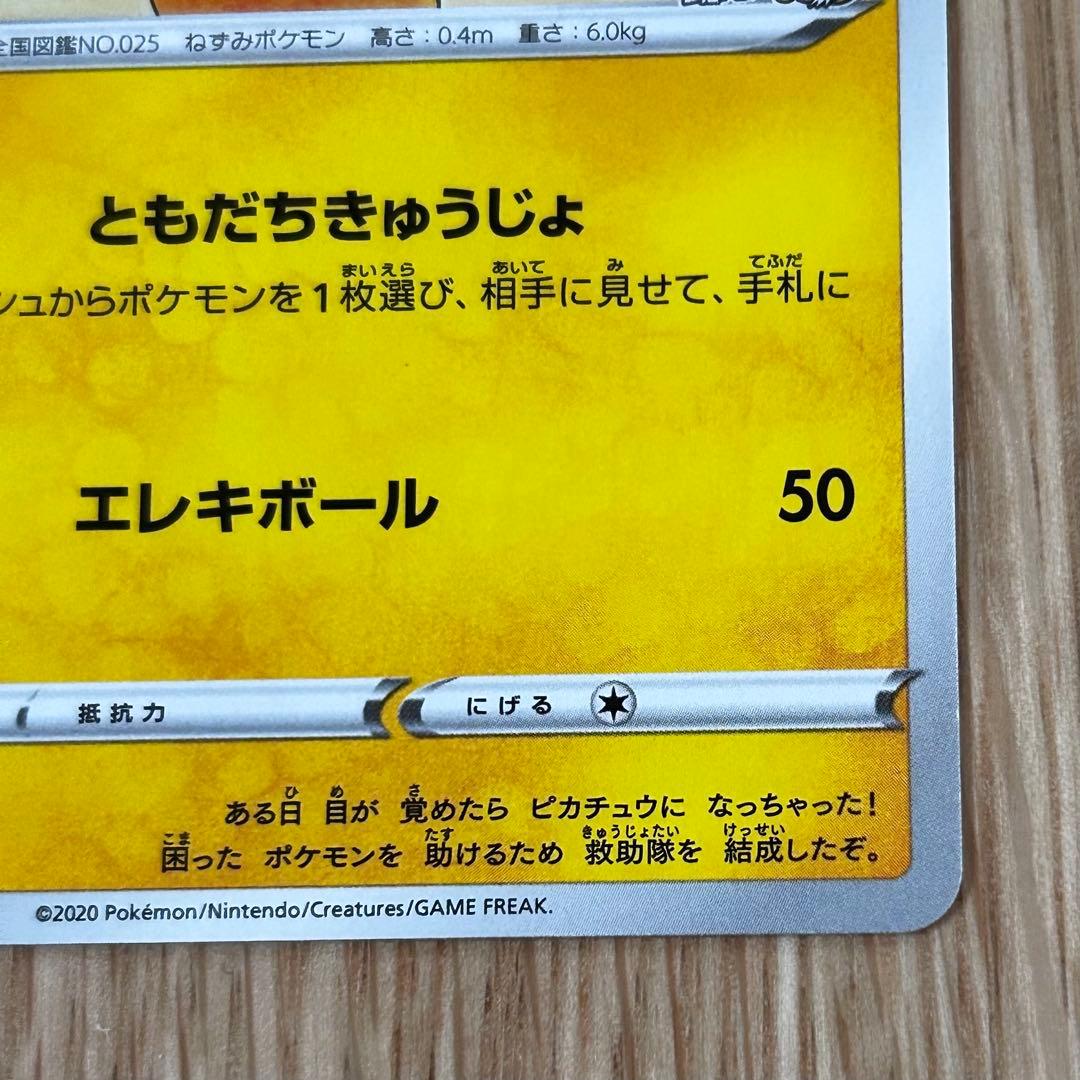 全国図鑑NO.025 ねずみポケモン 高さ:0.4m 重さ:6.0kg
ともだちきゅうじょ
シュからポケモンを1枚選び、相手に見せて、手札に
エレキボール 50
抵抗力 にげる
ある日 目が 覚めたら ピカチュウに なっちゃった!
困った ポケモンを 助けるため 救助隊を 結成したぞ。
©2020 Pokémon/Nintendo/Creatures/GAME FREAK.